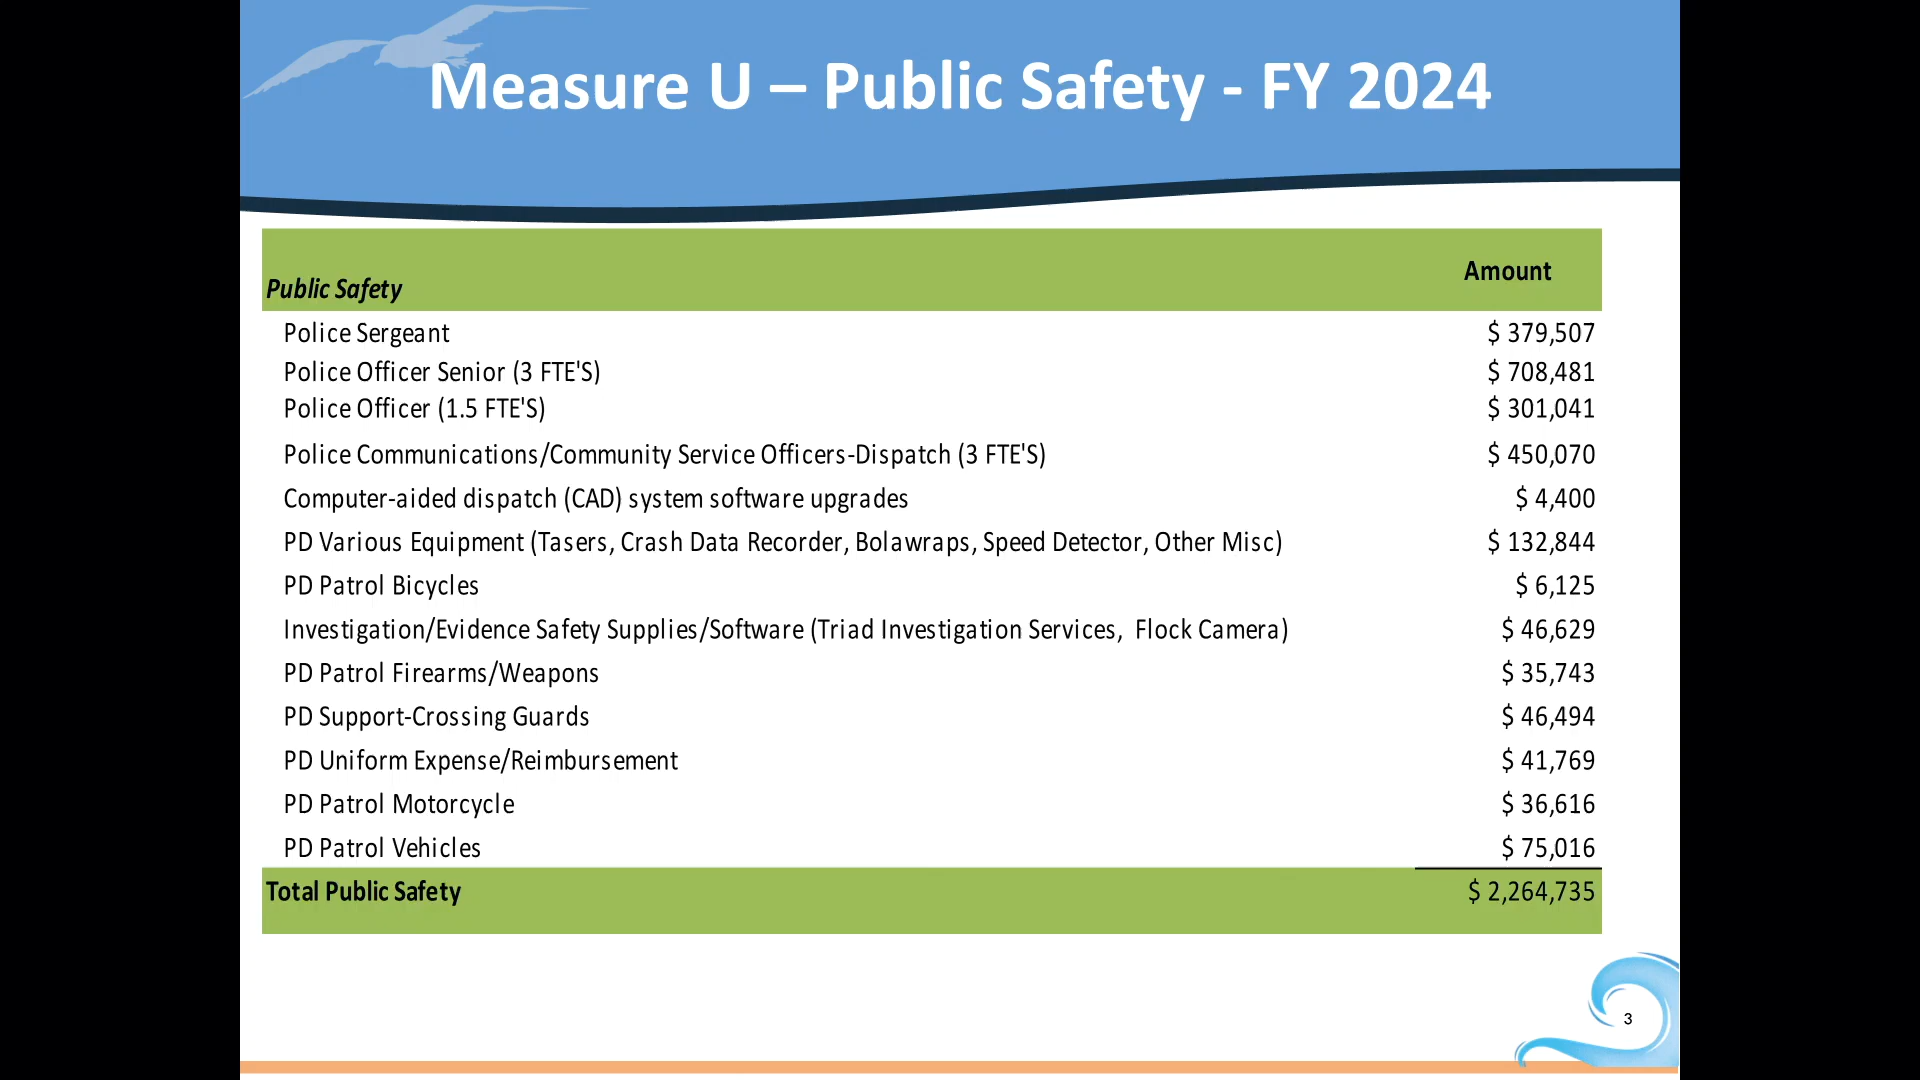 Measure U – Public Safety - FY 2024
Public Safety Amount
Police Sergeant $ 379,507
Police Officer Senior (3 FTE'S) $ 708,481
Police Officer (1.5 FTE'S) $ 301,041
Police Communications/Community Service Officers-Dispatch (3 FTE'S) $ 450,070
Computer-aided dispatch (CAD) system software upgrades $ 4,400
PD Various Equipment (Tasers, Crash Data Recorder, Bolawraps, Speed Detector, Other Misc) $ 132,844
PD Patrol Bicycles $ 6,125
Investigation/Evidence Safety Supplies/Software (Triad Investigation Services, Flock Camera) $ 46,629
PD Patrol Firearms/Weapons $ 35,743
PD Support-Crossing Guards $ 46,494
PD Uniform Expense/Reimbursement $ 41,769
PD Patrol Motorcycle $ 36,616
PD Patrol Vehicles $ 75,016
Total Public Safety $ 2,264,735
3